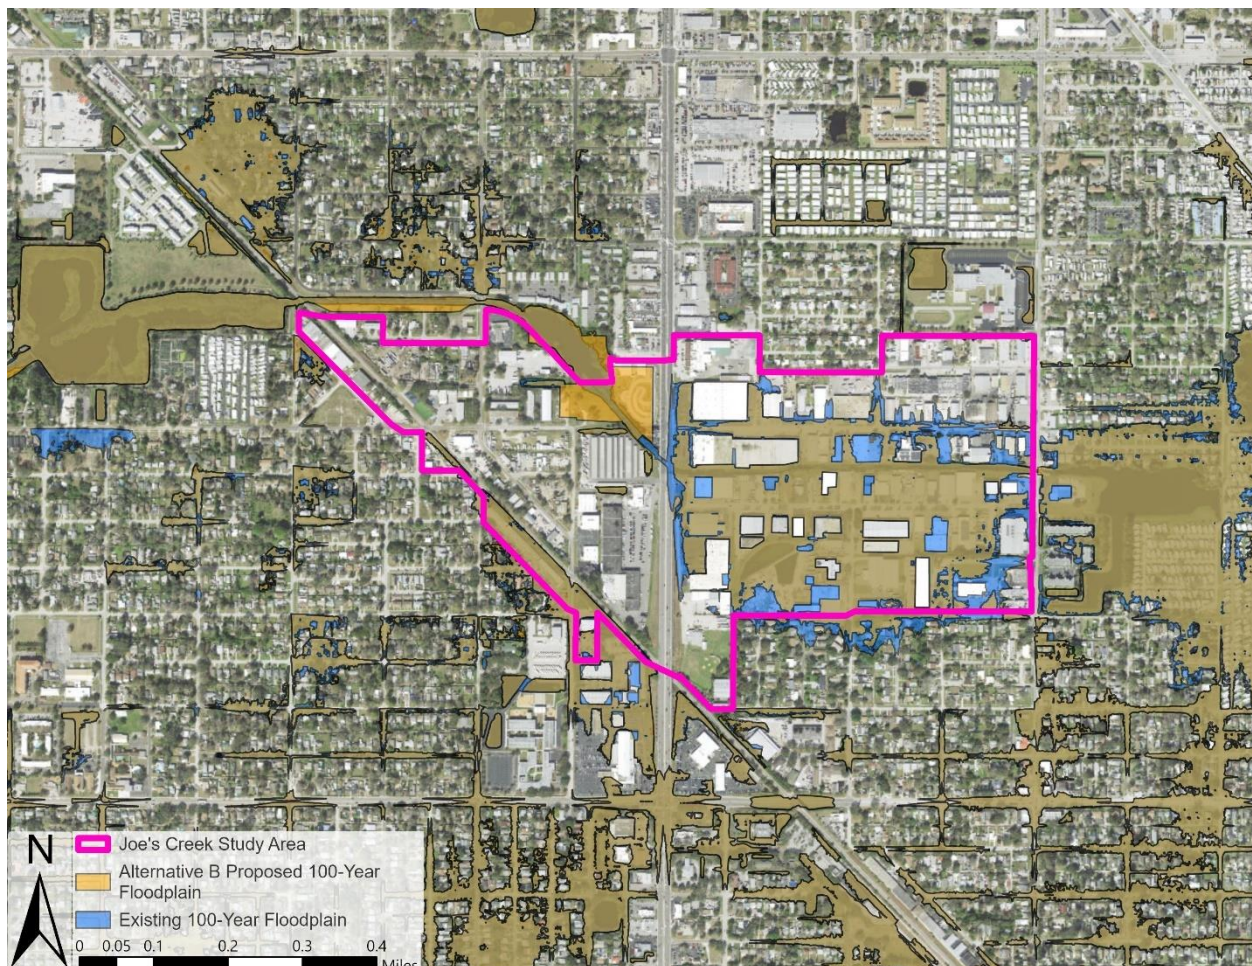 N
Joe's Creek Study Area
Alternative B Proposed 100-Year
Floodplain
Existing 100-Year Floodplain
0 0.05 0.1 0.2 0.3 0.4
Miles